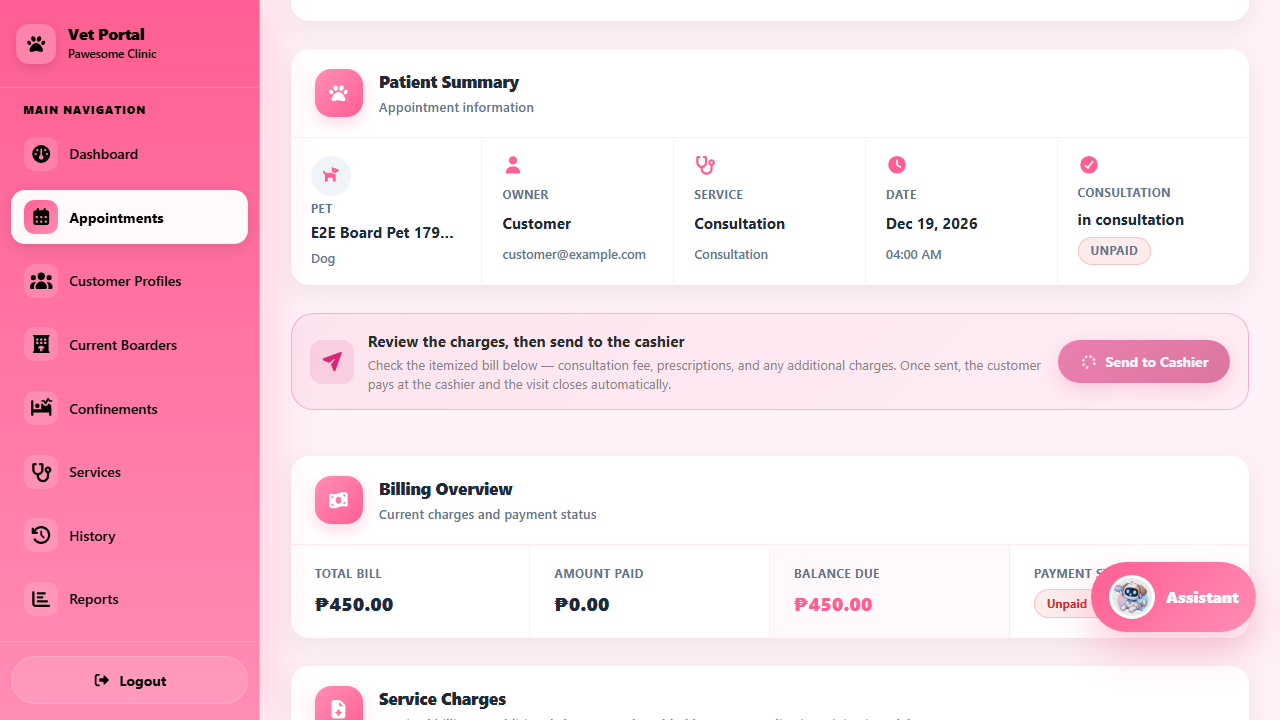 Vet Portal
Pawesome Clinic
MAIN NAVIGATION
Dashboard
Appointments
Customer Profiles
Current Boarders
Confinements
Services
History
Reports
Logout
Patient Summary
Appointment information
PET
E2E Board Pet 179...
Dog
OWNER
Customer
customer@example.com
SERVICE
Consultation
Consultation
DATE
Dec 19, 2026
04:00 AM
CONSULTATION
in consultation
UNPAID
Review the charges, then send to the cashier
Check the itemized bill below — consultation fee, prescriptions, and any additional charges. Once sent, the customer
pays at the cashier and the visit closes automatically.
Send to Cashier
Billing Overview
Current charges and payment status
TOTAL BILL
₱450.00
AMOUNT PAID
₱0.00
BALANCE DUE
₱450.00
PAYMENT
Unpaid
Assistant
Service Charges